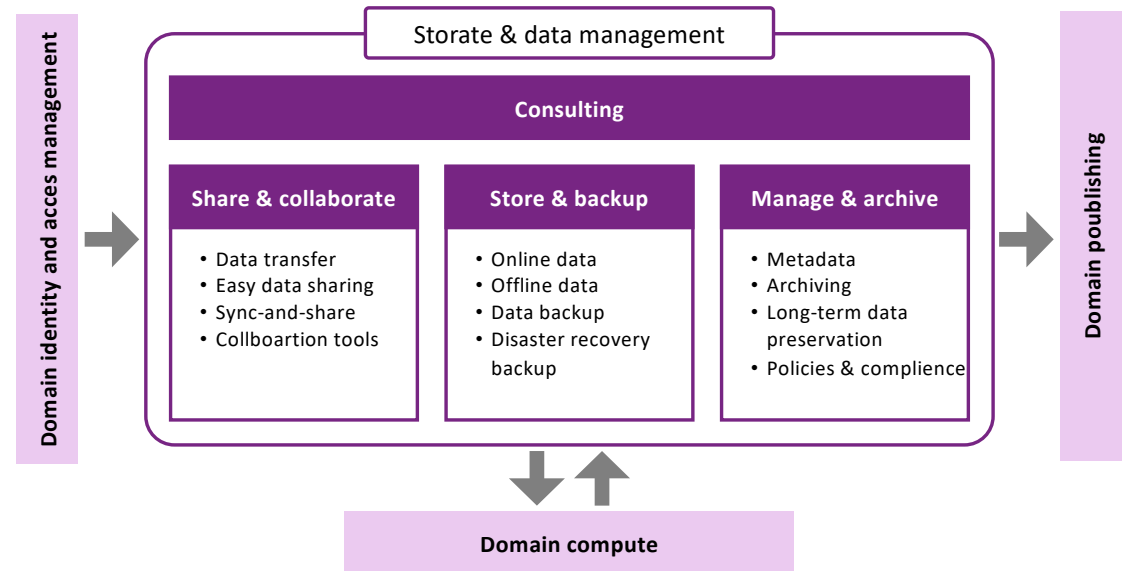 Storate & data management
Domain identity and acces management
Consulting
Share & collaborate
• Data transfer
• Easy data sharing
• Sync-and-share
• Collboartion tools
Store & backup
• Online data
• Offline data
• Data backup
• Disaster recovery
backup
Manage & archive
• Metadata
• Archiving
• Long-term data
preservation
• Policies & complience
Domain poublishing
Domain compute